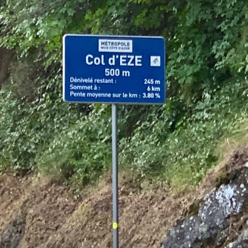 MÉTROPOLE
NICE CÔTE D'AZUR
Col d'EZE
500 m
Dénivelé restant : 245 m
Sommet à : 6 km
Pente moyenne sur le km : 3.80 %